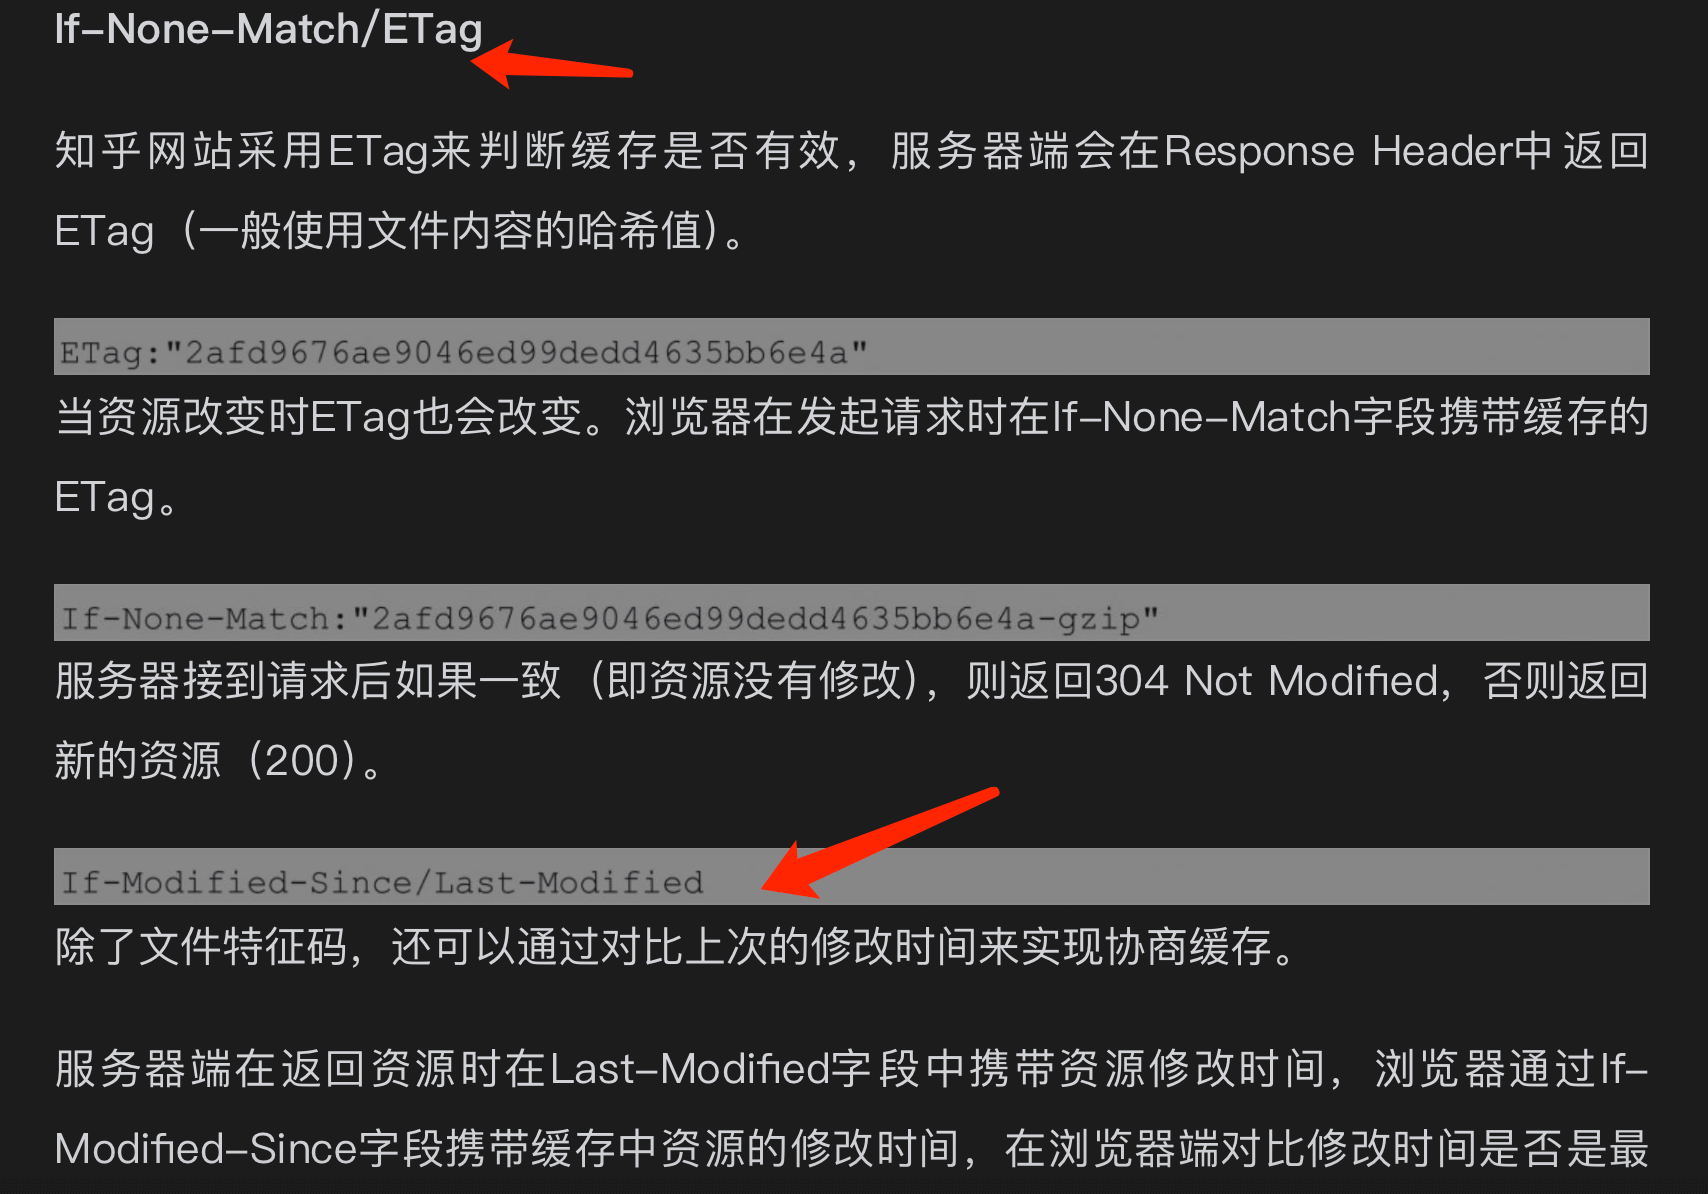 If-None-Match/ETag
知乎网站采用ETag来判断缓存是否有效，服务器端会在Response Header中返回
ETag（一般使用文件内容的哈希值）。
ETag:"2afd9676ae9046ed99dedd4635bb6e4a"
当资源改变时ETag也会改变。浏览器在发起请求时在If-None-Match字段携带缓存的
ETag。
If-None-Match:"2afd9676ae9046ed99dedd4635bb6e4a-gzip"
服务器接到请求后如果一致（即资源没有修改），则返回304 Not Modified，否则返回
新的资源（200）。
If-Modified-Since/Last-Modified
除了文件特征码，还可以通过对比上次的修改时间来实现协商缓存。
服务器端在返回资源时在Last-Modified字段中携带资源修改时间，浏览器通过If-
Modified-Since字段携带缓存中资源的修改时间，在浏览器端对比修改时间是否是最